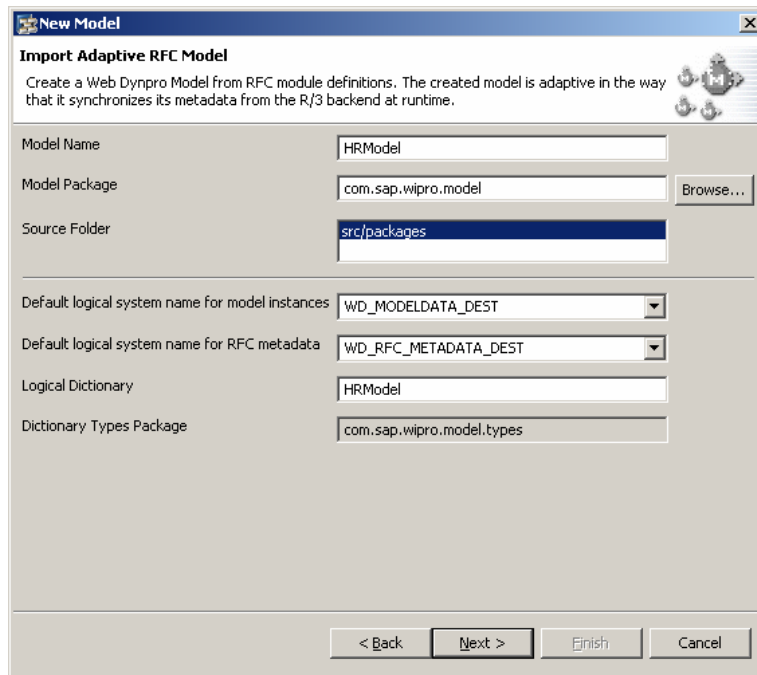 New Model
Import Adaptive RFC Model
Create a Web Dynpro Model from RFC module definitions. The created model is adaptive in the way
that it synchronizes its metadata from the R/3 backend at runtime.
Model Name HRModel
Model Package com.sap.wipro.model Browse...
Source Folder src/packages
Default logical system name for model instances WD_MODELDATA_DEST
Default logical system name for RFC metadata WD_RFC_METADATA_DEST
Logical Dictionary HRModel
Dictionary Types Package com.sap.wipro.model.types
< Back Next > Finish Cancel